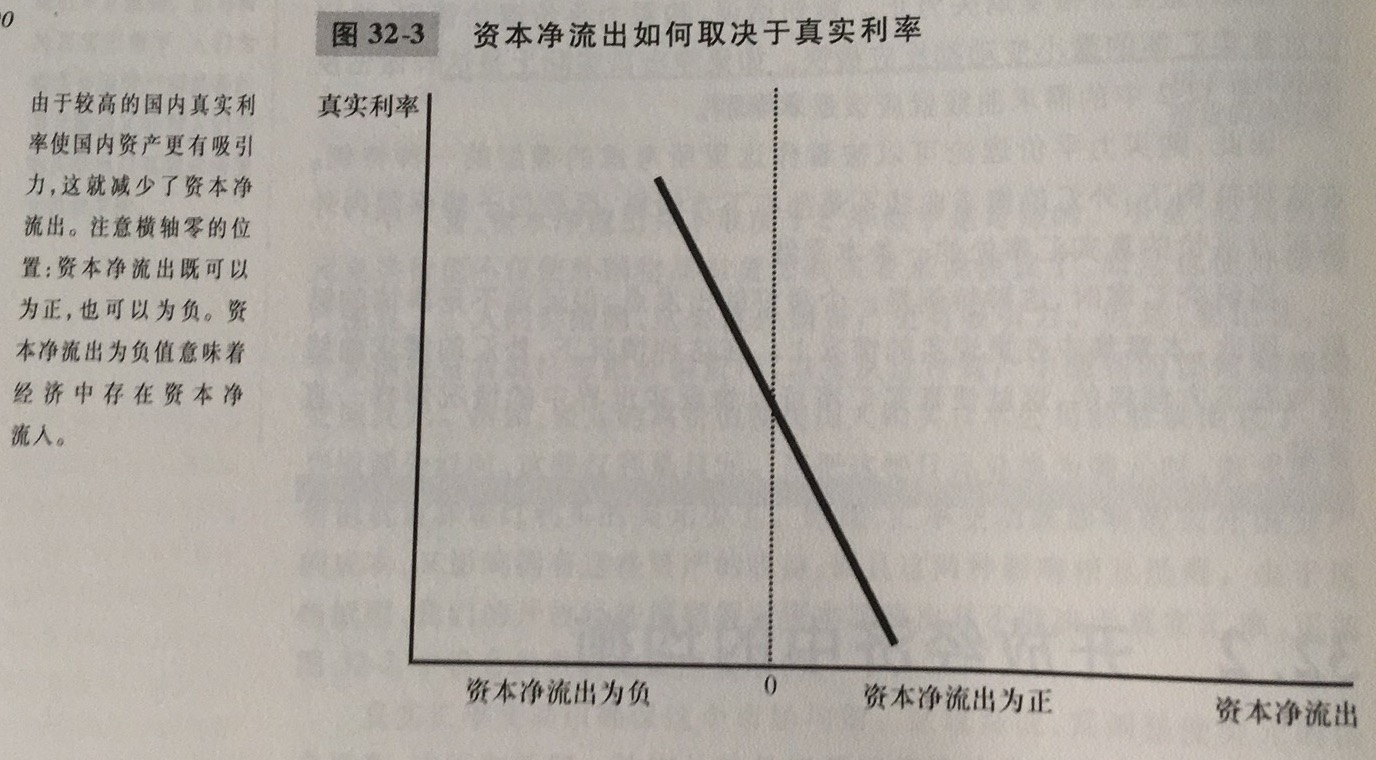 图 32-3 资本净流出如何取决于真实利率
由于较高的国内真实利
率使国内资产更有吸引
力,这就减少了资本净
流出。注意横轴零的位
置:资本净流出既可以
为正,也可以为负。资
本净流出为负值意味着
经济中存在资本净
流入。
真实利率
资本净流出为负
0
资本净流出为正
资本净流出